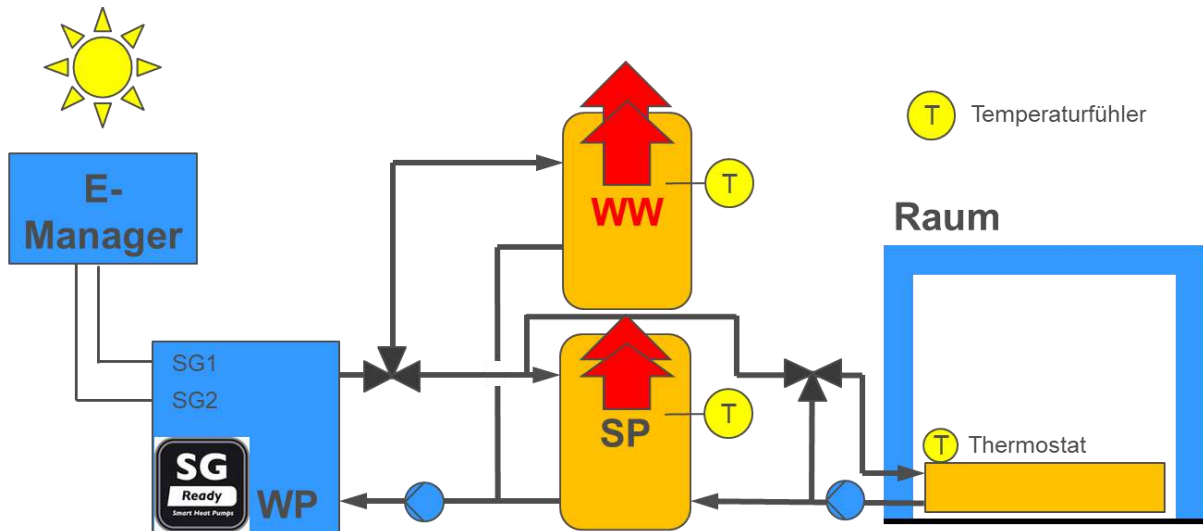 T
Temperaturfühler
E-
Manager
T
WW
Raum
SG1
SG2
T
SP
T
Thermostat
SG
Ready
Smart Heat Pumps
WP